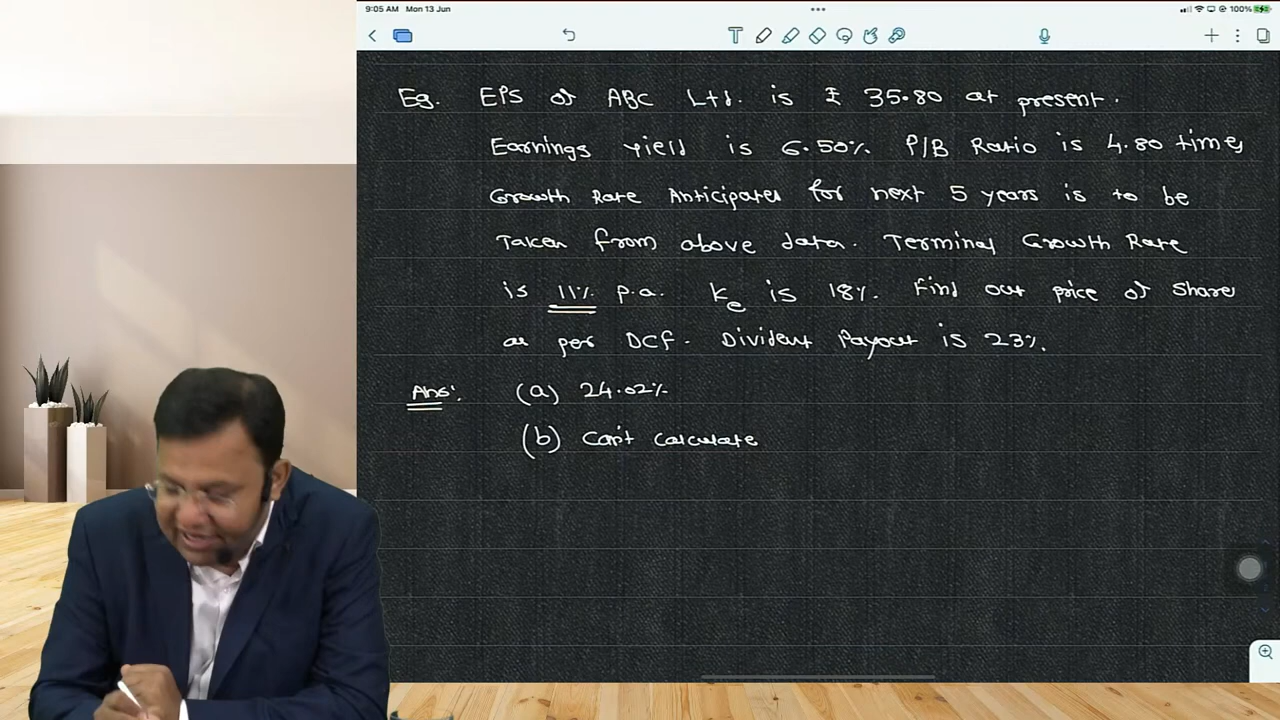 9:05 AM Mon 13 Jun
100%
T
Eg. EPS of ABC Ltd. is ₹ 35.80 at present.
Earnings Yield is 6.50% P/B Ratio is 4.80 times
Growth Rate Anticipated for next 5 years is to be
Taken from above data. Terminal Growth Rate
is 11% p.a. Ke is 18%. Find out price of share
as per DCF. Divident Payout is 23%.
Ans: (a) 24.02%
(b) Can't Calculate